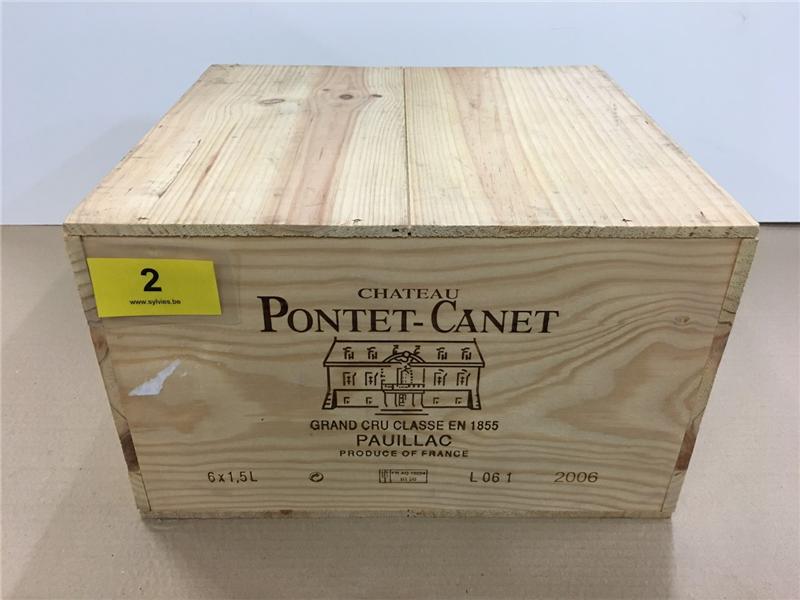 2
www.sylvies.be
CHATEAU
PONTET-CANET
GRAND CRU CLASSE EN 1855
PAUILLAC
PRODUCE OF FRANCE
6x1,5L
L 06 1
2006